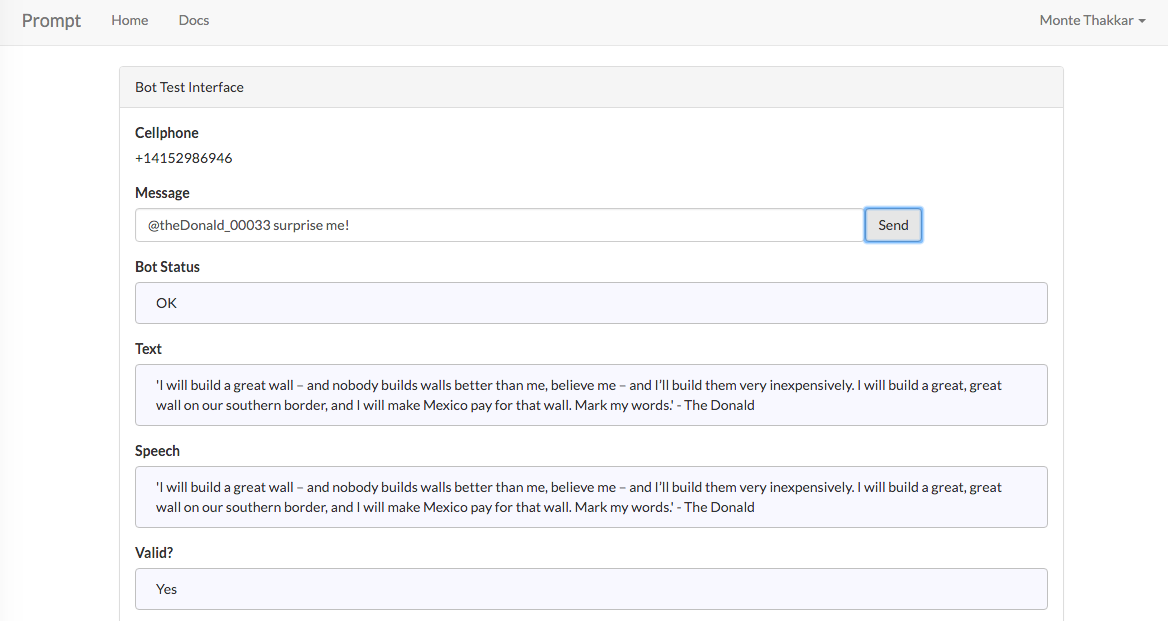 Prompt Home Docs Monte Thakkar
Bot Test Interface
Cellphone
+14152986946
Message
@theDonald_00033 surprise me! Send
Bot Status
OK
Text
'I will build a great wall – and nobody builds walls better than me, believe me – and I’ll build them very inexpensively. I will build a great, great
wall on our southern border, and I will make Mexico pay for that wall. Mark my words.' - The Donald
Speech
'I will build a great wall – and nobody builds walls better than me, believe me – and I’ll build them very inexpensively. I will build a great, great
wall on our southern border, and I will make Mexico pay for that wall. Mark my words.' - The Donald
Valid?
Yes